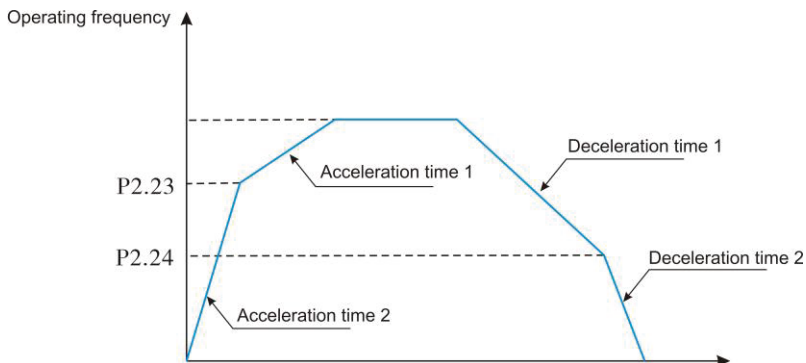 Operating frequency
Deceleration time 1
Acceleration time 1
P2.23
P2.24
Deceleration time 2
Acceleration time 2